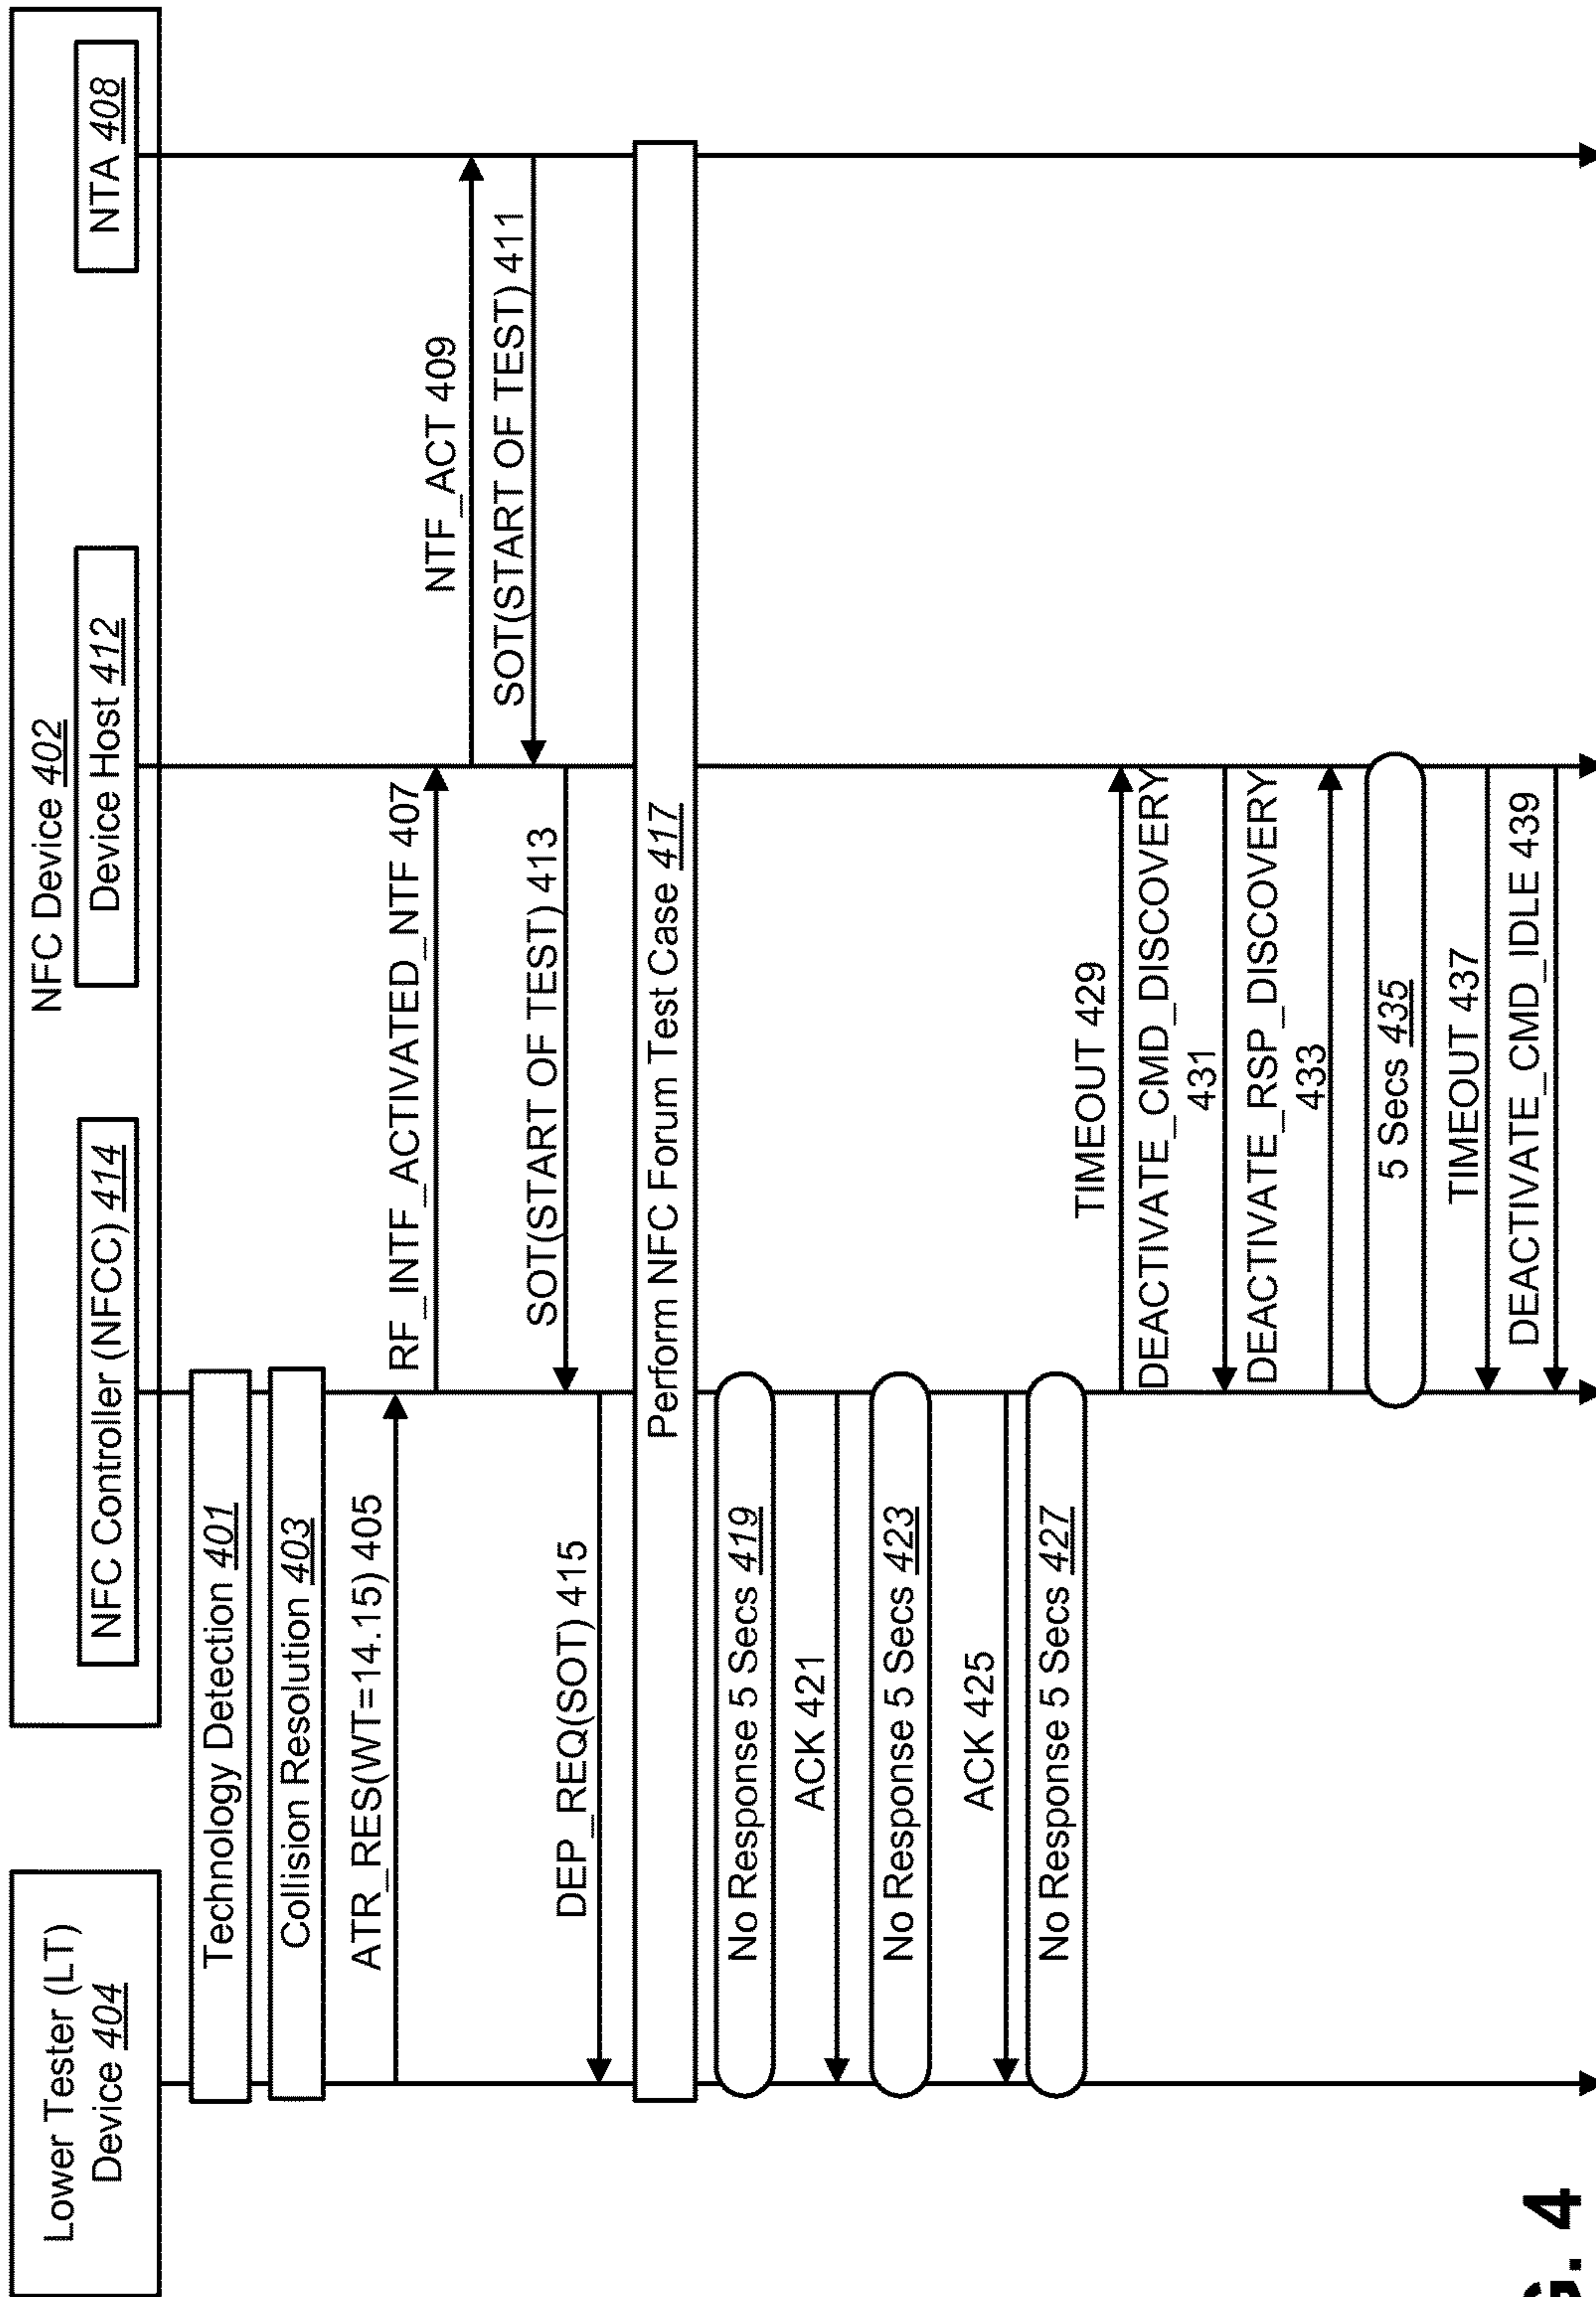 Lower Tester (LT)
Device 404
NFC Device 402
NFC Controller (NFCC) 414
Device Host 412
NTA 408
Technology Detection 401
Collision Resolution 403
ATR_RES(WT=14.15) 405
RF_INTF_ACTIVATED_NTF 407
NTF_ACT 409
SOT(START OF TEST) 411
SOT(START OF TEST) 413
DEP_REQ(SOT) 415
Perform NFC Forum Test Case 417
No Response 5 Secs 419
ACK 421
No Response 5 Secs 423
ACK 425
No Response 5 Secs 427
TIMEOUT 429
DEACTIVATE_CMD_DISCOVERY
431
DEACTIVATE_RSP_DISCOVERY
433
5 Secs 435
TIMEOUT 437
DEACTIVATE_CMD_IDLE 439
G. 4